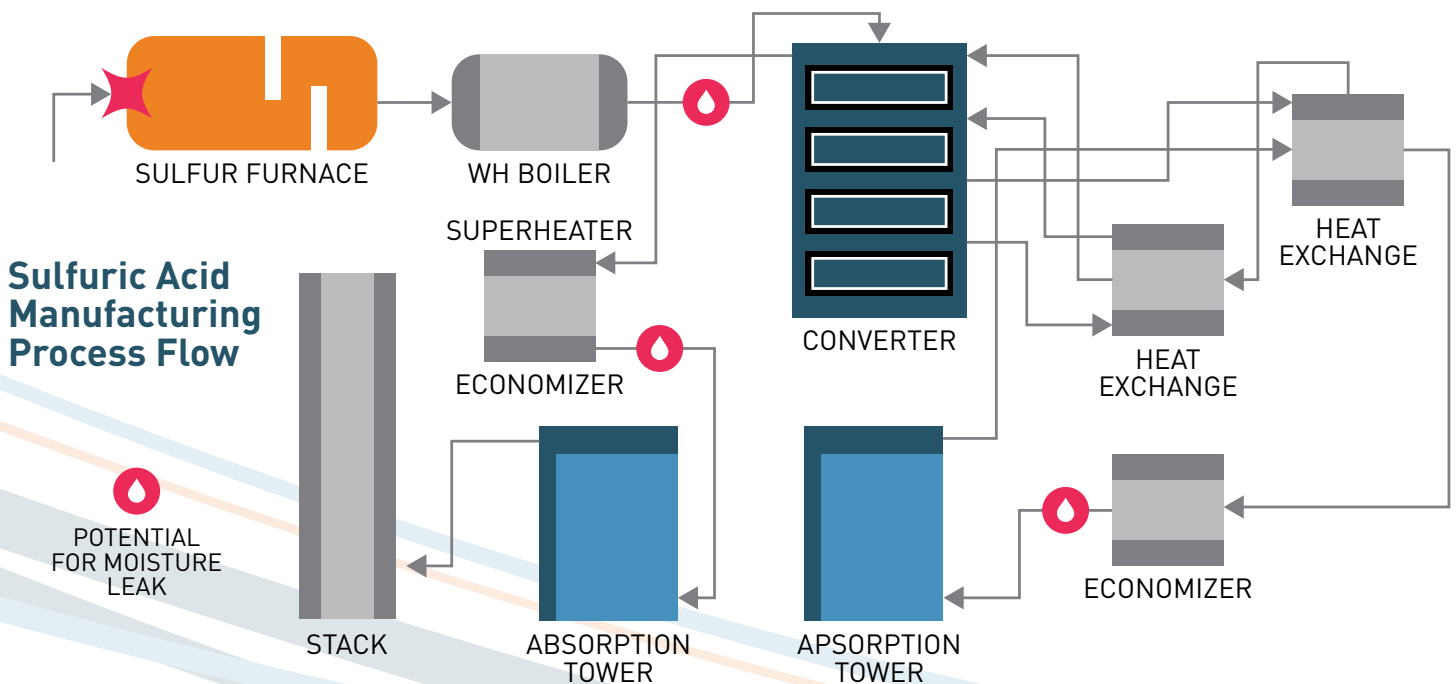 SULFUR FURNACE
WH BOILER
SUPERHEATER
HEAT
EXCHANGE
Sulfuric Acid
Manufacturing
Process Flow
CONVERTER
HEAT
EXCHANGE
ECONOMIZER
POTENTIAL
FOR MOISTURE
LEAK
ECONOMIZER
STACK
ABSORPTION
TOWER
APSORPTION
TOWER